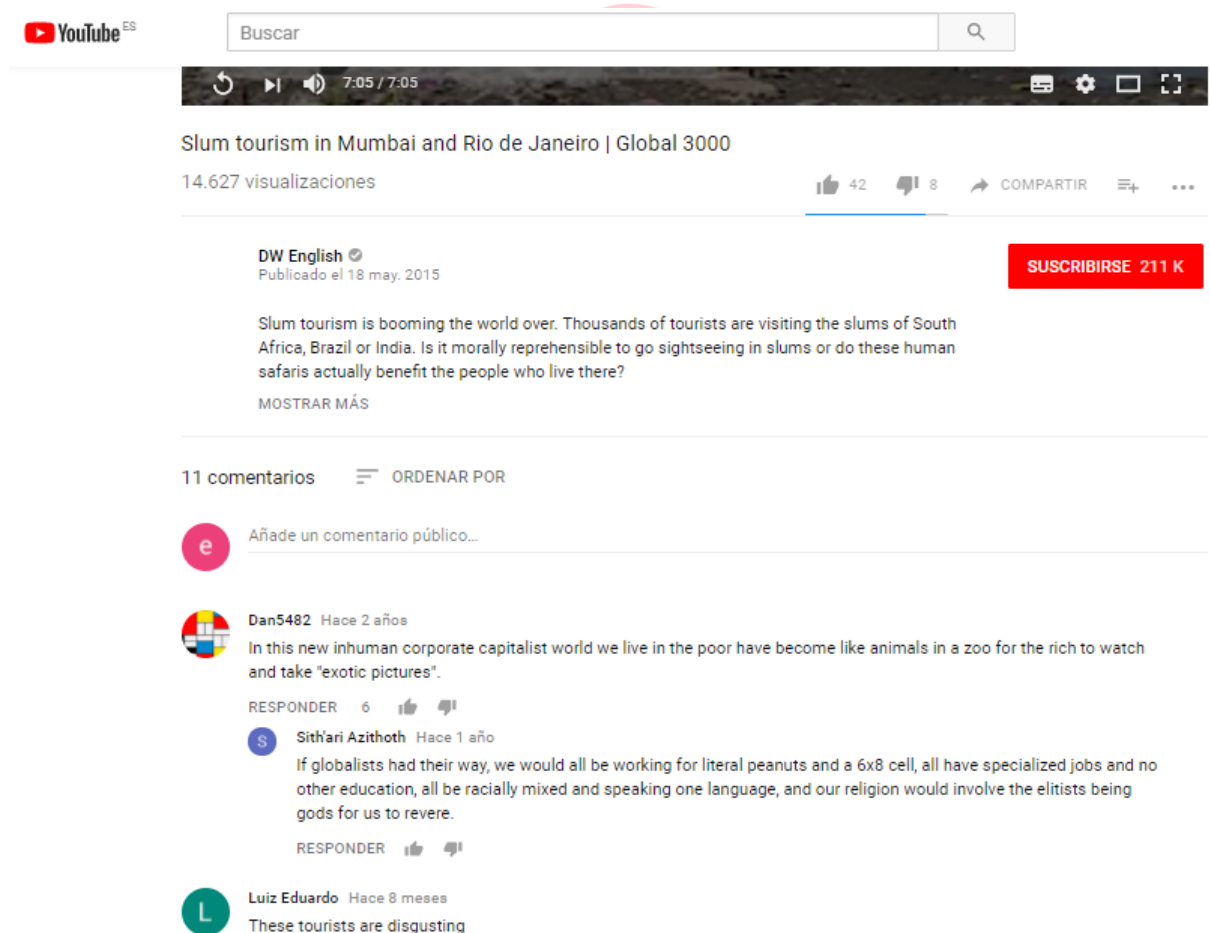 YouTube ES
Buscar
7:05 / 7:05
Slum tourism in Mumbai and Rio de Janeiro | Global 3000
14.627 visualizaciones
42 8 COMPARTIR
DW English
Publicado el 18 may. 2015
SUSCRIBIRSE 211 K
Slum tourism is booming the world over. Thousands of tourists are visiting the slums of South
Africa, Brazil or India. Is it morally reprehensible to go sightseeing in slums or do these human
safaris actually benefit the people who live there?
MOSTRAR MÁS
11 comentarios ORDENAR POR
e
Añade un comentario público...
Dan5482 Hace 2 años
In this new inhuman corporate capitalist world we live in the poor have become like animals in a zoo for the rich to watch
and take "exotic pictures".
RESPONDER 6
S
Sith'ari Azithoth Hace 1 año
If globalists had their way, we would all be working for literal peanuts and a 6x8 cell, all have specialized jobs and no
other education, all be racially mixed and speaking one language, and our religion would involve the elitists being
gods for us to revere.
RESPONDER
L
Luiz Eduardo Hace 8 meses
These tourists are disgusting